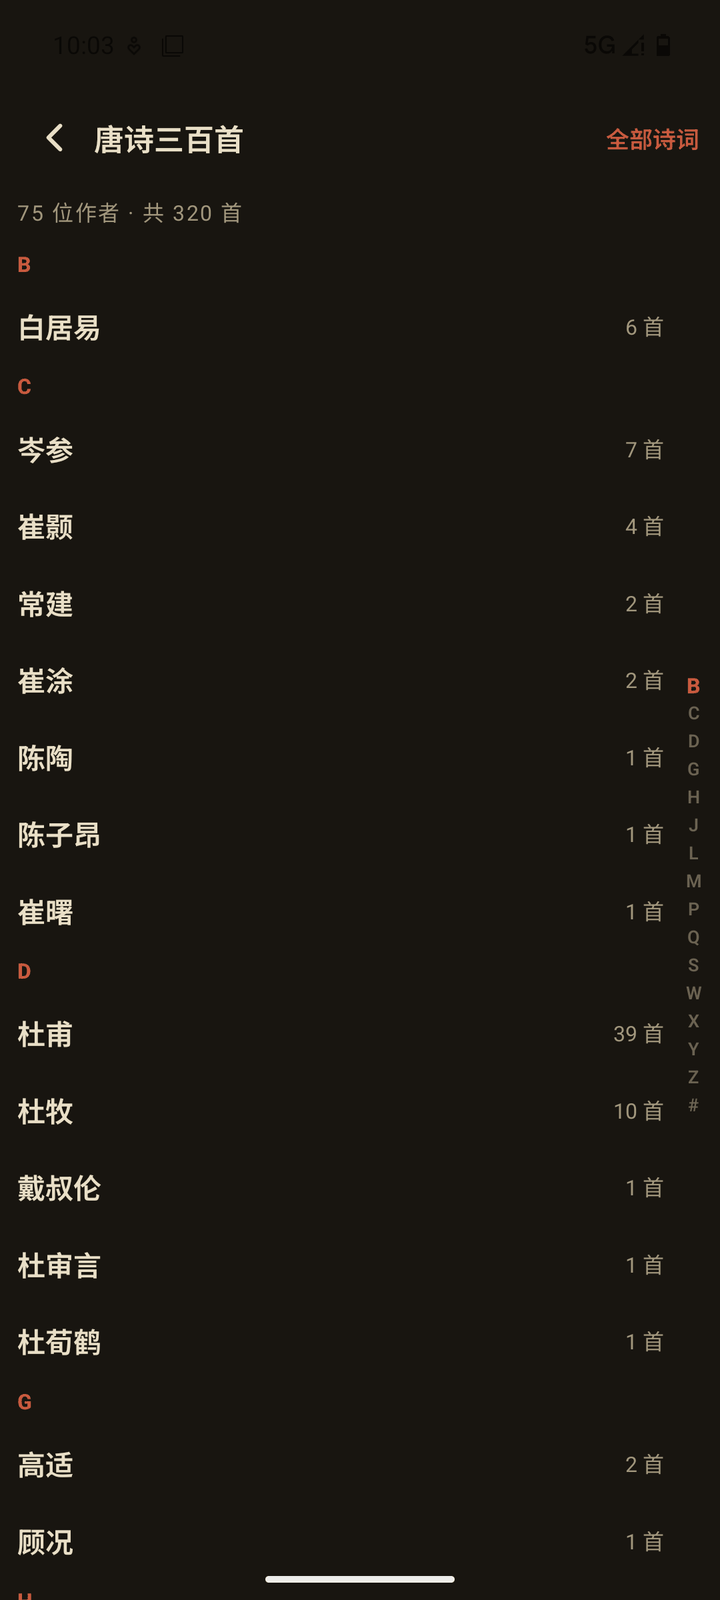 10:03 5G
唐诗三百首 全部诗词
75 位作者 · 共 320 首
B
白居易 6 首
C
岑参 7 首
崔颢 4 首
常建 2 首
崔涂 2 首
陈陶 1 首
陈子昂 1 首
崔曙 1 首
D
杜甫 39 首
杜牧 10 首
戴叔伦 1 首
杜审言 1 首
杜荀鹤 1 首
G
高适 2 首
顾况 1 首
H
B
C
D
G
H
J
L
M
P
Q
S
W
X
Y
Z
#